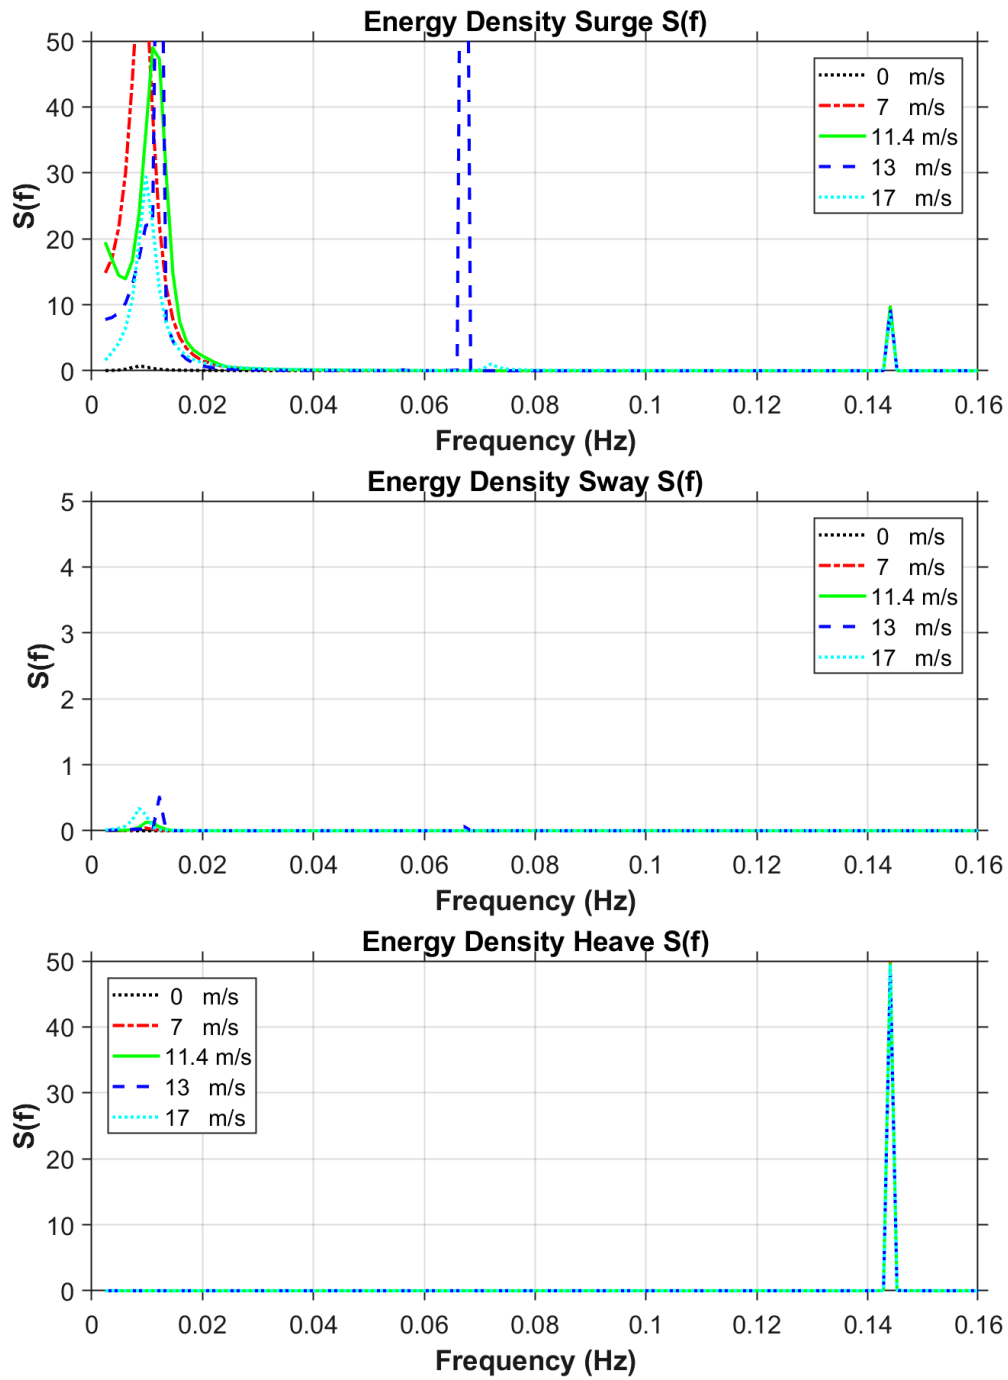 Energy Density Surge S(f)
50
40
30
20
10
0
S(f)
0 m/s
7 m/s
11.4 m/s
13 m/s
17 m/s
0 0.02 0.04 0.06 0.08 0.1 0.12 0.14 0.16
Frequency (Hz)
Energy Density Sway S(f)
5
4
3
2
1
0
S(f)
0 m/s
7 m/s
11.4 m/s
13 m/s
17 m/s
0 0.02 0.04 0.06 0.08 0.1 0.12 0.14 0.16
Frequency (Hz)
Energy Density Heave S(f)
50
40
30
20
10
0
S(f)
0 m/s
7 m/s
11.4 m/s
13 m/s
17 m/s
0 0.02 0.04 0.06 0.08 0.1 0.12 0.14 0.16
Frequency (Hz)